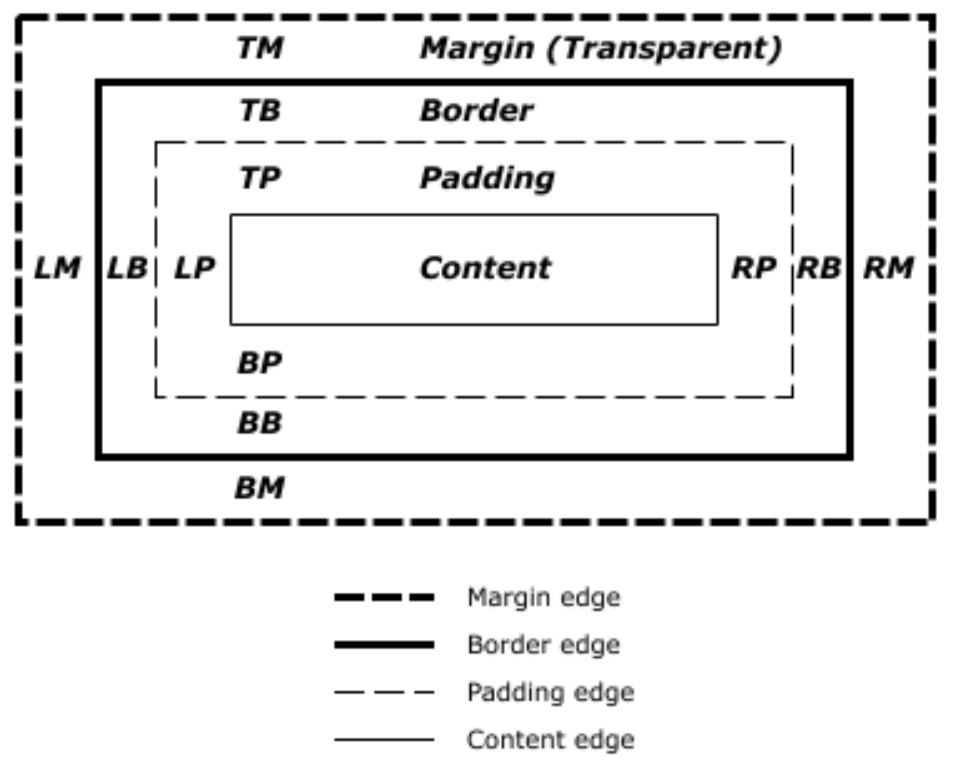 TM Margin (Transparent)
TB Border
TP Padding
LM LB LP Content RP RB RM
BP
BB
BM
Margin edge
Border edge
Padding edge
Content edge